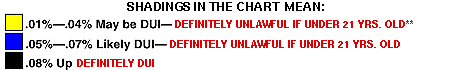 SHADINGS IN THE CHART MEAN:
.01%—.04% May be DUI— DEFINITELY UNLAWFUL IF UNDER 21 YRS. OLD**
.05%—.07% Likely DUI— DEFINITELY UNLAWFUL IF UNDER 21 YRS. OLD
.08% Up DEFINITELY DUI